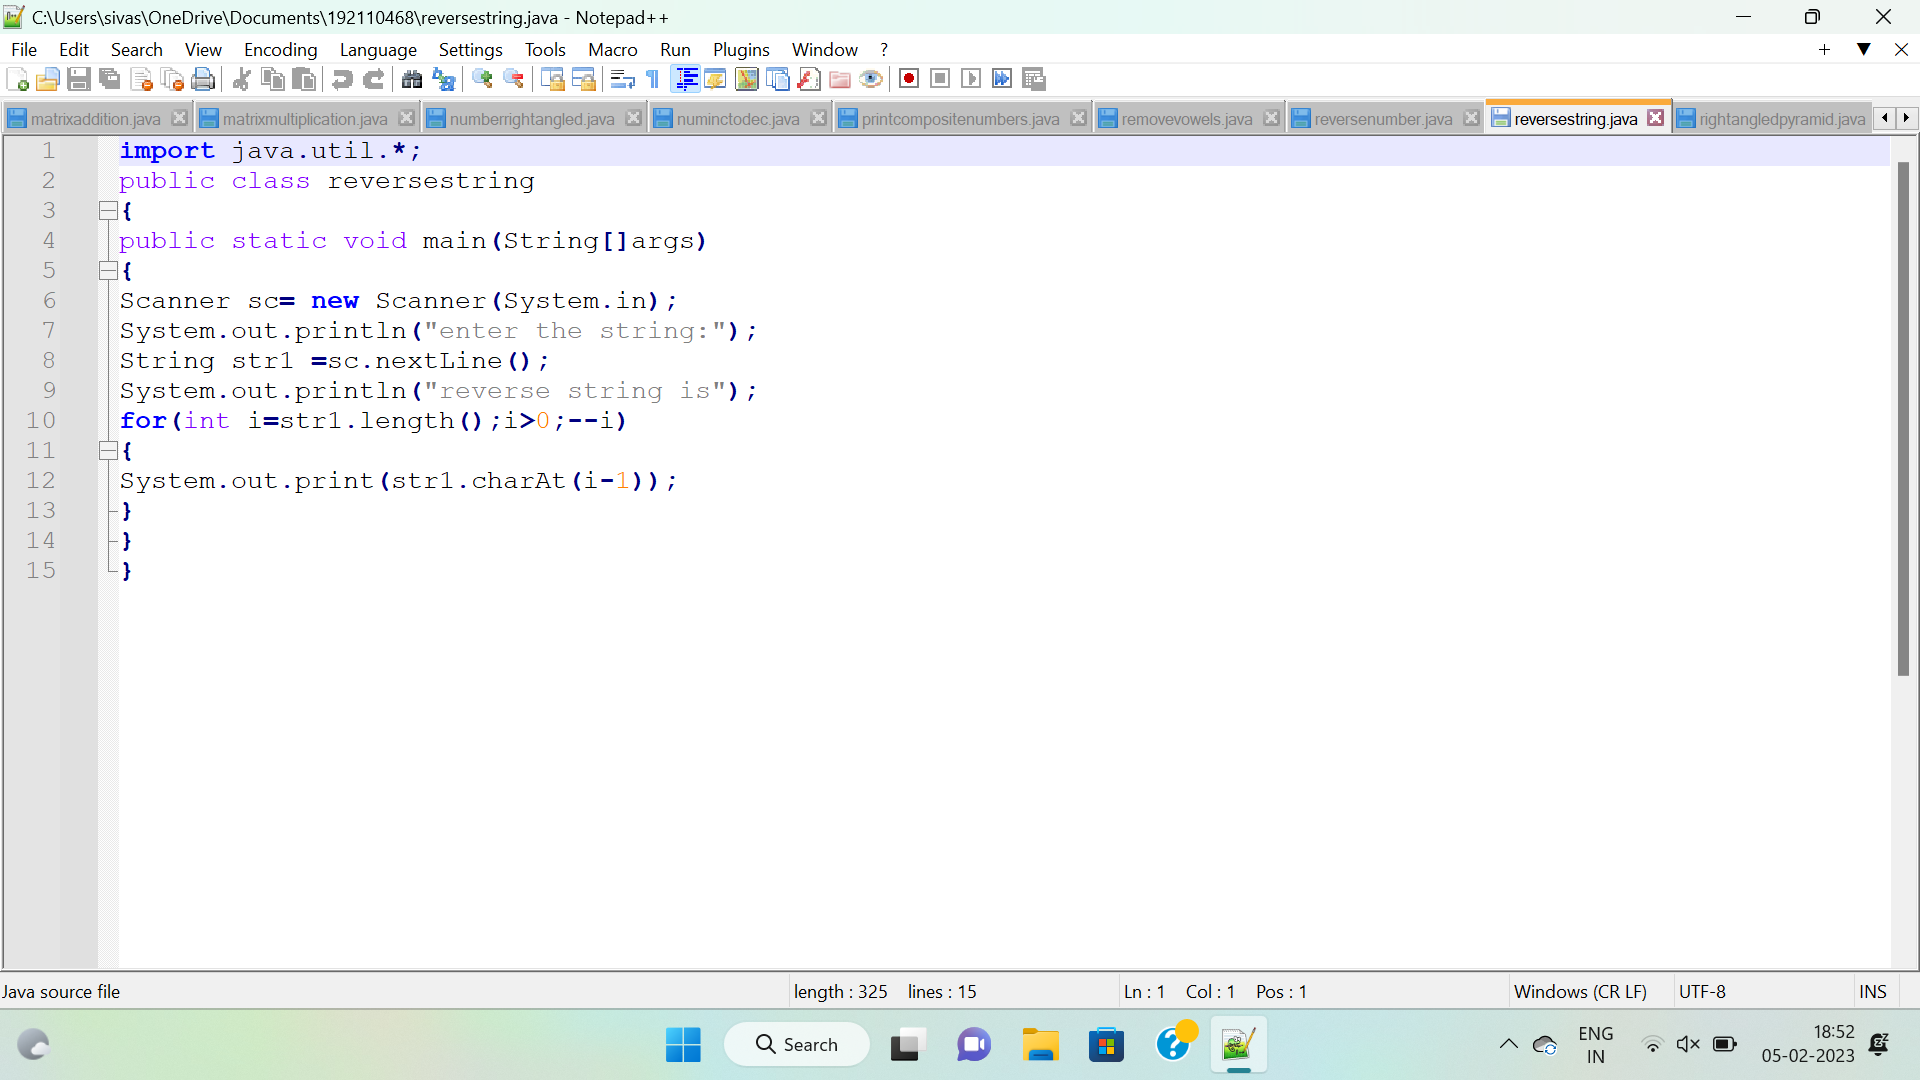 C:\Users\sivas\OneDrive\Documents\192110468\reversestring.java - Notepad++
File Edit Search View Encoding Language Settings Tools Macro Run Plugins Window ?
matrixaddition.java matrixmultiplication.java numberrightangled.java numinctodec.java printcompositenumbers.java removevowels.java reversenumber.java reversestring.java rightangledpyramid.java
1 import java.util.*;
2 public class reversestring
3 {
4 public static void main(String[]args)
5 {
6 Scanner sc= new Scanner(System.in);
7 System.out.println("enter the string:");
8 String str1 =sc.nextLine();
9 System.out.println("reverse string is");
10 for(int i=str1.length();i>0;--i)
11 {
12 System.out.print(str1.charAt(i-1));
13 }
14 }
15 }
Java source file length : 325 lines : 15 Ln : 1 Col : 1 Pos : 1 Windows (CR LF) UTF-8 INS
Search
ENG
IN
18:52
05-02-2023